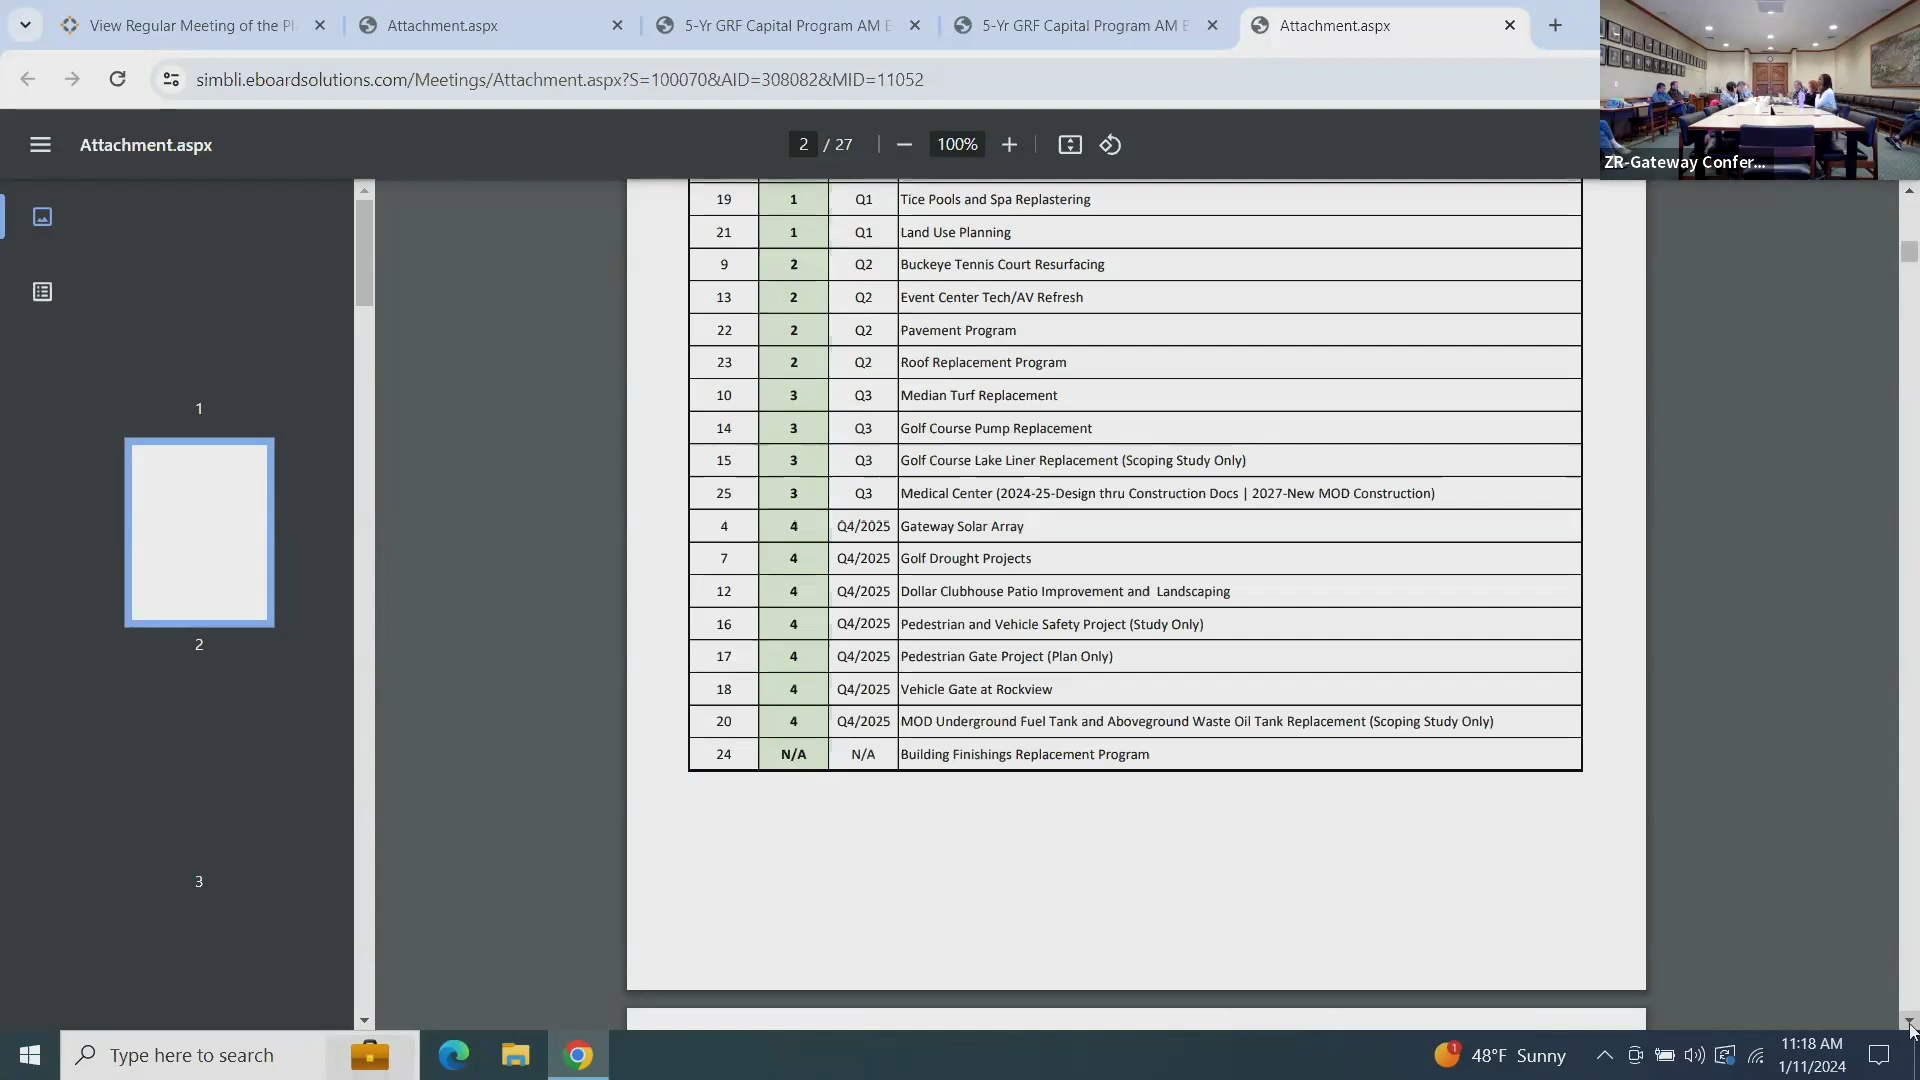 View Regular Meeting of the Pl
Attachment.aspx
5-Yr GRF Capital Program AM E
5-Yr GRF Capital Program AM E
Attachment.aspx
simbli.eboardsolutions.com/Meetings/Attachment.aspx?S=100070&AID=308082&MID=11052
ZR-Gateway Confer...
Attachment.aspx
2 / 27
100%
19 1 Q1 Tice Pools and Spa Replastering
21 1 Q1 Land Use Planning
9 2 Q2 Buckeye Tennis Court Resurfacing
13 2 Q2 Event Center Tech/AV Refresh
22 2 Q2 Pavement Program
23 2 Q2 Roof Replacement Program
10 3 Q3 Median Turf Replacement
14 3 Q3 Golf Course Pump Replacement
15 3 Q3 Golf Course Lake Liner Replacement (Scoping Study Only)
25 3 Q3 Medical Center (2024-25-Design thru Construction Docs | 2027-New MOD Construction)
4 4 Q4/2025 Gateway Solar Array
7 4 Q4/2025 Golf Drought Projects
12 4 Q4/2025 Dollar Clubhouse Patio Improvement and Landscaping
16 4 Q4/2025 Pedestrian and Vehicle Safety Project (Study Only)
17 4 Q4/2025 Pedestrian Gate Project (Plan Only)
18 4 Q4/2025 Vehicle Gate at Rockview
20 4 Q4/2025 MOD Underground Fuel Tank and Aboveground Waste Oil Tank Replacement (Scoping Study Only)
24 N/A N/A Building Finishings Replacement Program
1
2
3
Type here to search
1
48°F Sunny
11:18 AM
1/11/2024